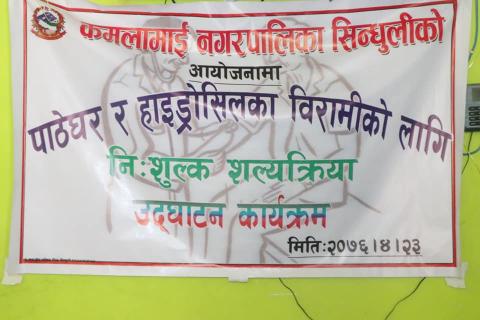 कमलामाई नगरपालिका सिन्धुलीको
आयोजनामा
पाठेघर र हाइड्रोसिलका विरामीको लागि
निःशुल्क शल्यक्रिया
उद्घाटन कार्यक्रम
मितिः२०७६।४।२३